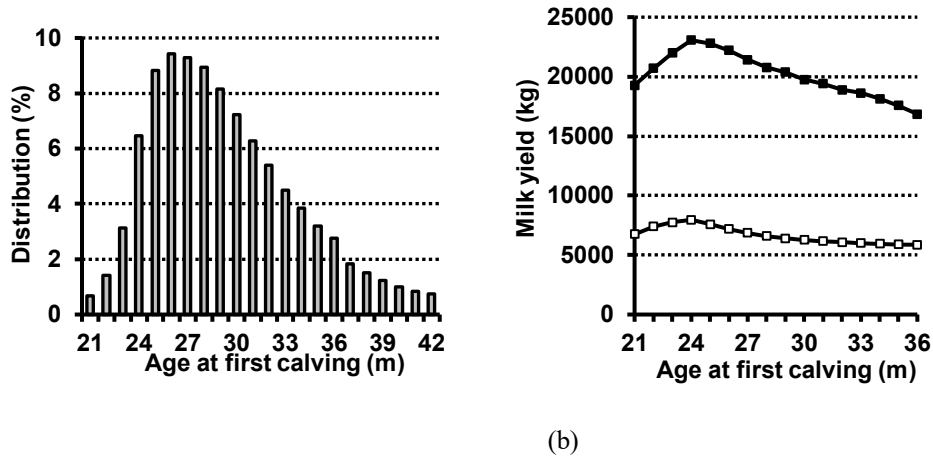 10
8
6
4
2
0
Distribution (%)
21 24 27 30 33 36 39 42
Age at first calving (m)
25000
20000
15000
10000
5000
0
Milk yield (kg)
21 24 27 30 33 36
Age at first calving (m)
(b)